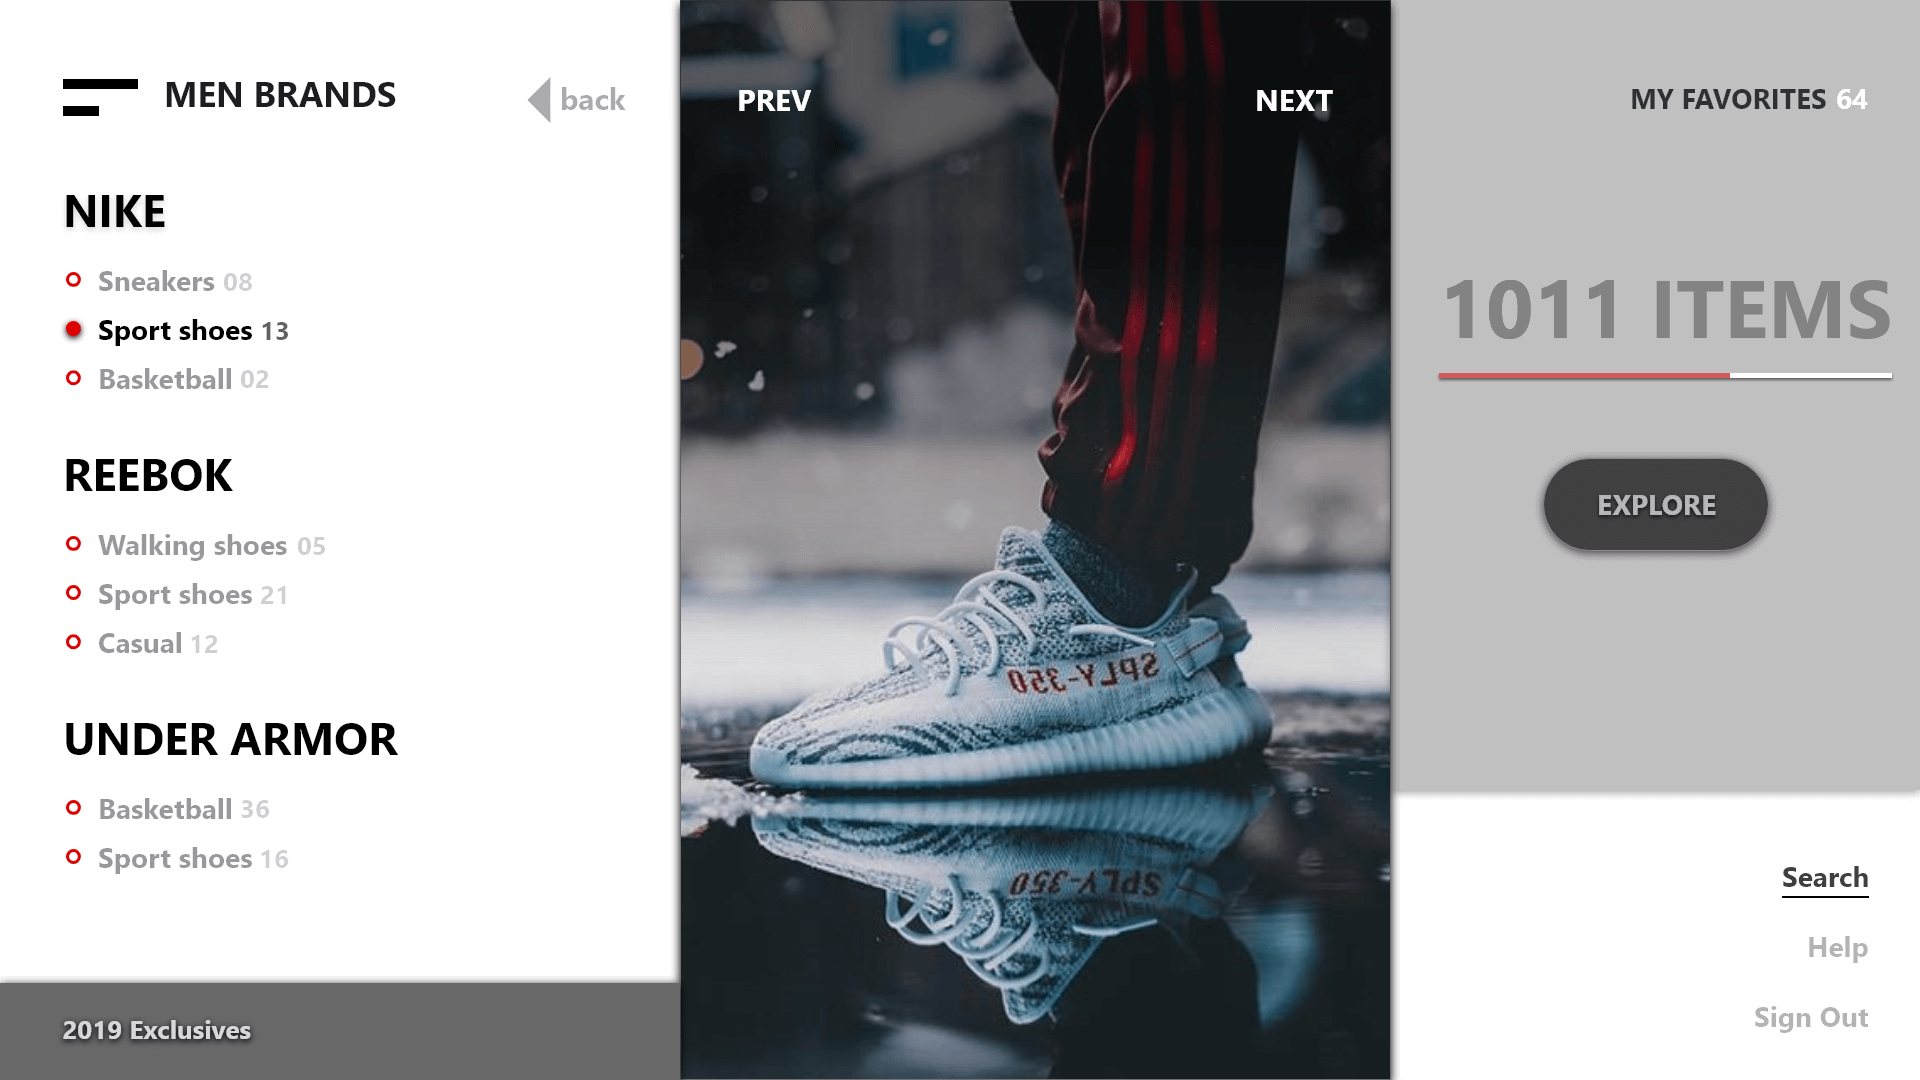 MEN BRANDS
back
NIKE
Sneakers 08
Sport shoes 13
Basketball 02
REEBOK
Walking shoes 05
Sport shoes 21
Casual 12
UNDER ARMOR
Basketball 36
Sport shoes 16
2019 Exclusives
PREV
NEXT
SPLY-350
SPLY-350
MY FAVORITES 64
1011 ITEMS
EXPLORE
Search
Help
Sign Out